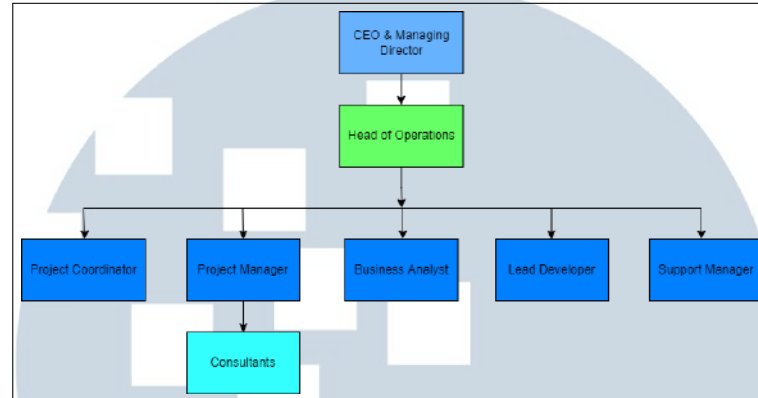 CEO & Managing
Director
Head of Operations
Project Coordinator
Project Manager
Business Analyst
Lead Developer
Support Manager
Consultants